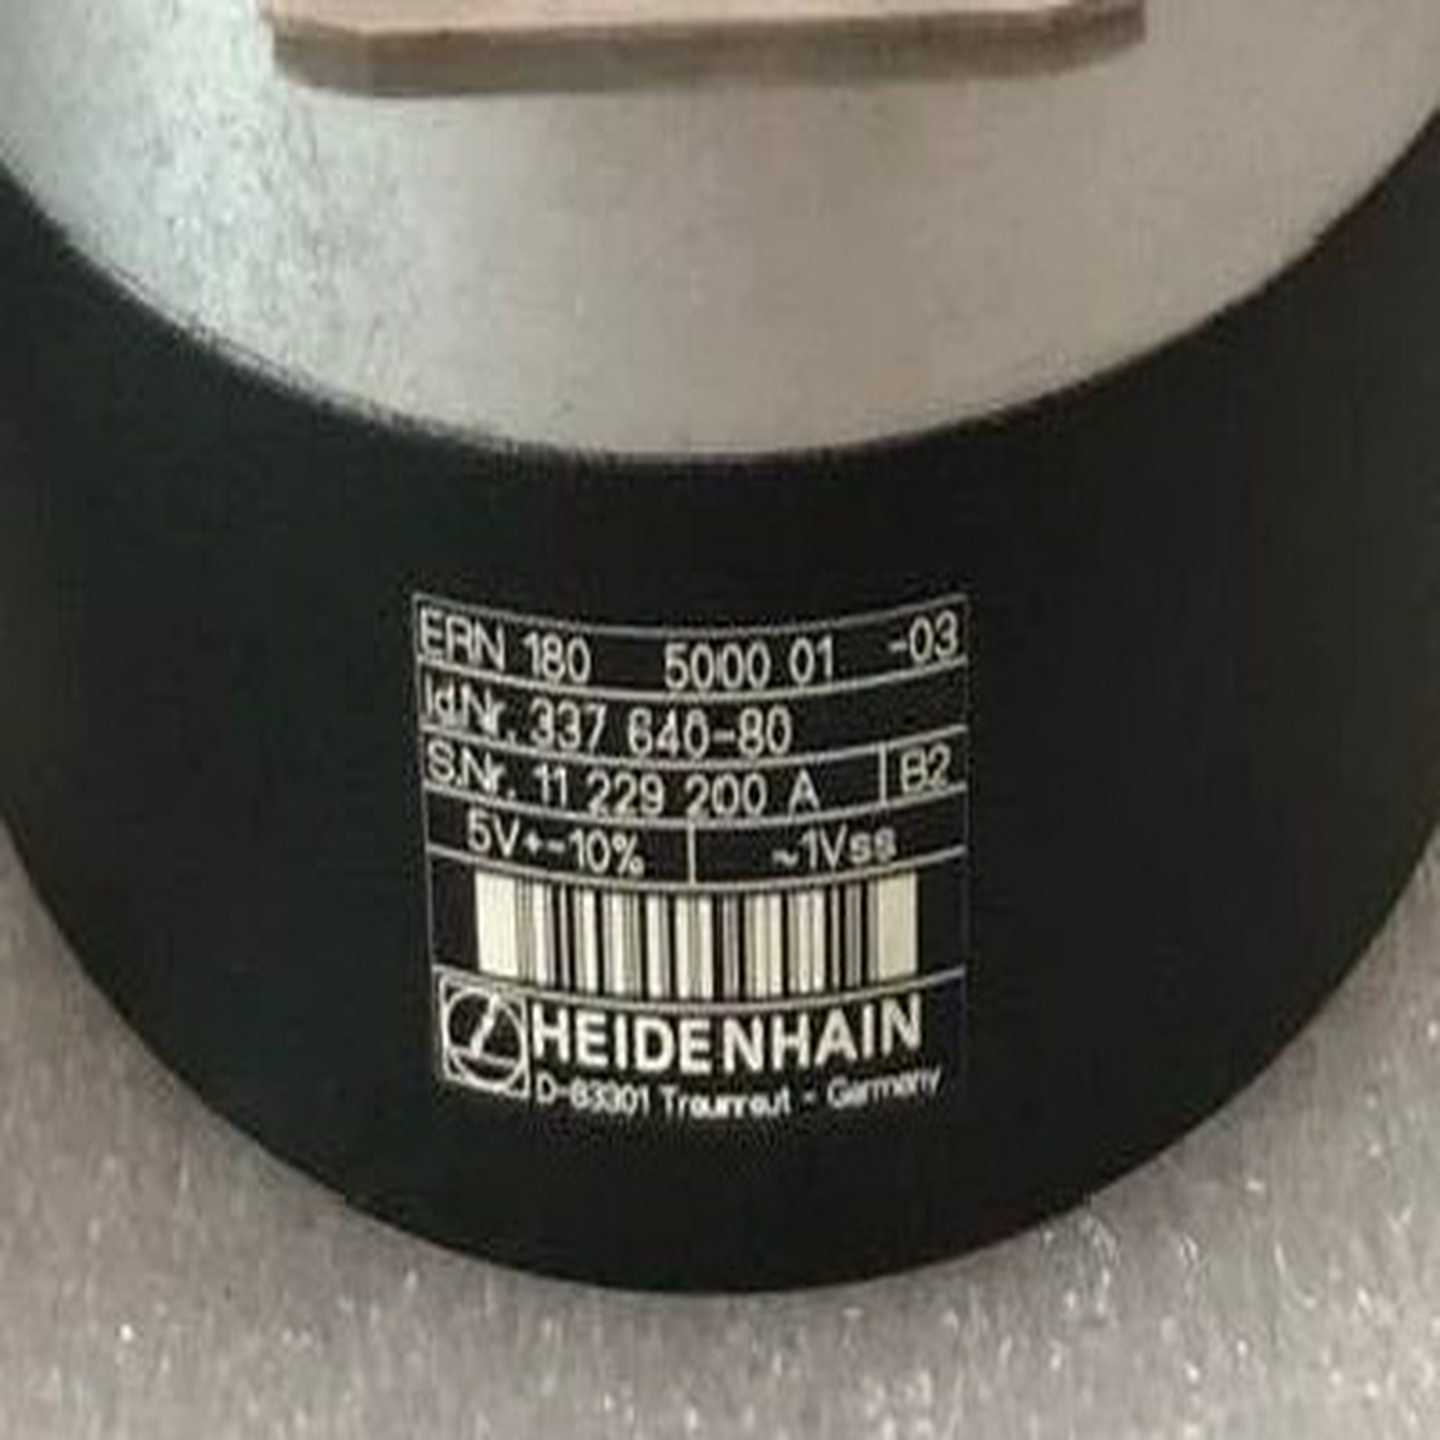 ERN 180 5000 01 -03
Id.Nr. 337 640-80
S.Nr. 11 229 200 A B2
5V+-10% ~1Vss
HEIDENHAIN
D-83301 Traunreut - Germany